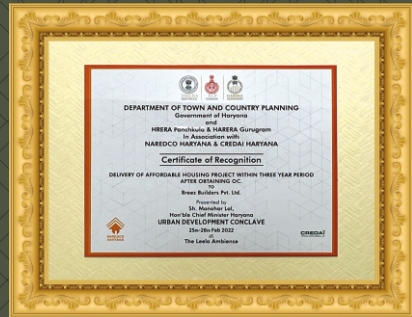 DEPARTMENT OF TOWN AND COUNTRY PLANNING
Government of Haryana
and
HRERA Panchkula & HARERA Gurugram
In Association with
NAREDCO HARYANA & CREDAI HARYANA
Certificate of Recognition
DELIVERY OF AFFORDABLE HOUSING PROJECT WITHIN THREE YEAR PERIOD
AFTER OBTAINING OC.
TO
Breez Builders Pvt. Ltd.
Presented by
Sh. Manohar Lal,
Hon'ble Chief Minister Haryana
URBAN DEVELOPMENT CONCLAVE
25th-26th Feb 2022
at
The Leela Ambience
NAREDCO
HARYANA
CREDAI